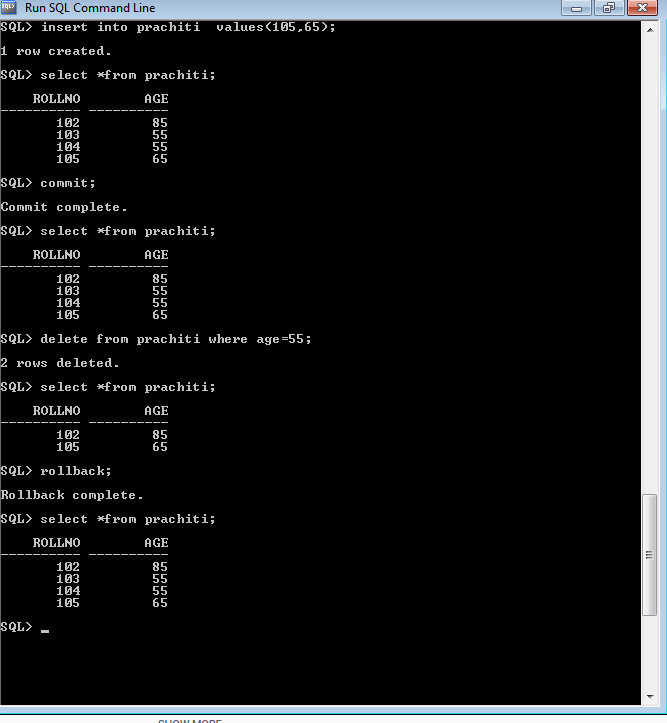 Run SQL Command Line
SQL> insert into prachiti  values(105,65);
1 row created.
SQL> select *from prachiti;
    ROLLNO        AGE
---------- ----------
       102         85
       103         55
       104         55
       105         65
SQL> commit;
Commit complete.
SQL> select *from prachiti;
    ROLLNO        AGE
---------- ----------
       102         85
       103         55
       104         55
       105         65
SQL> delete from prachiti where age=55;
2 rows deleted.
SQL> select *from prachiti;
    ROLLNO        AGE
---------- ----------
       102         85
       105         65
SQL> rollback;
Rollback complete.
SQL> select *from prachiti;
    ROLLNO        AGE
---------- ----------
       102         85
       103         55
       104         55
       105         65
SQL> _
SHOW MORE